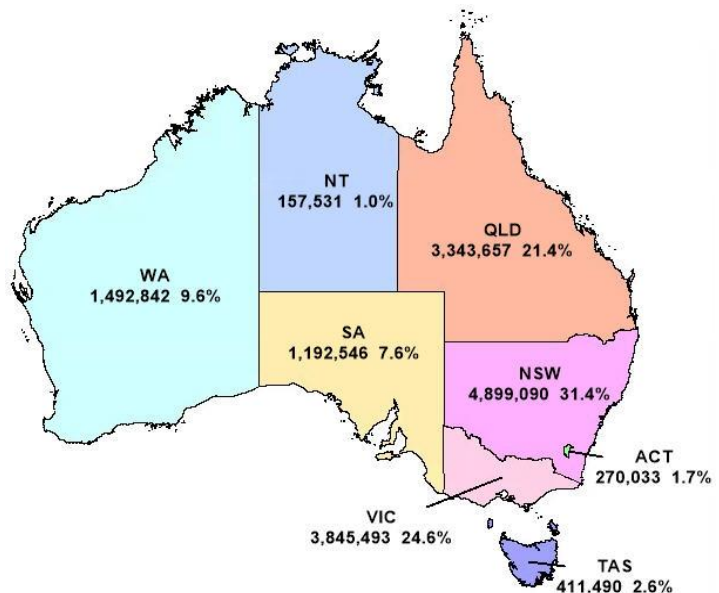 NT
157,531 1.0%
QLD
3,343,657 21.4%
WA
1,492,842 9.6%
SA
1,192,546 7.6%
NSW
4,899,090 31.4%
ACT
270,033 1.7%
VIC
3,845,493 24.6%
TAS
411,490 2.6%